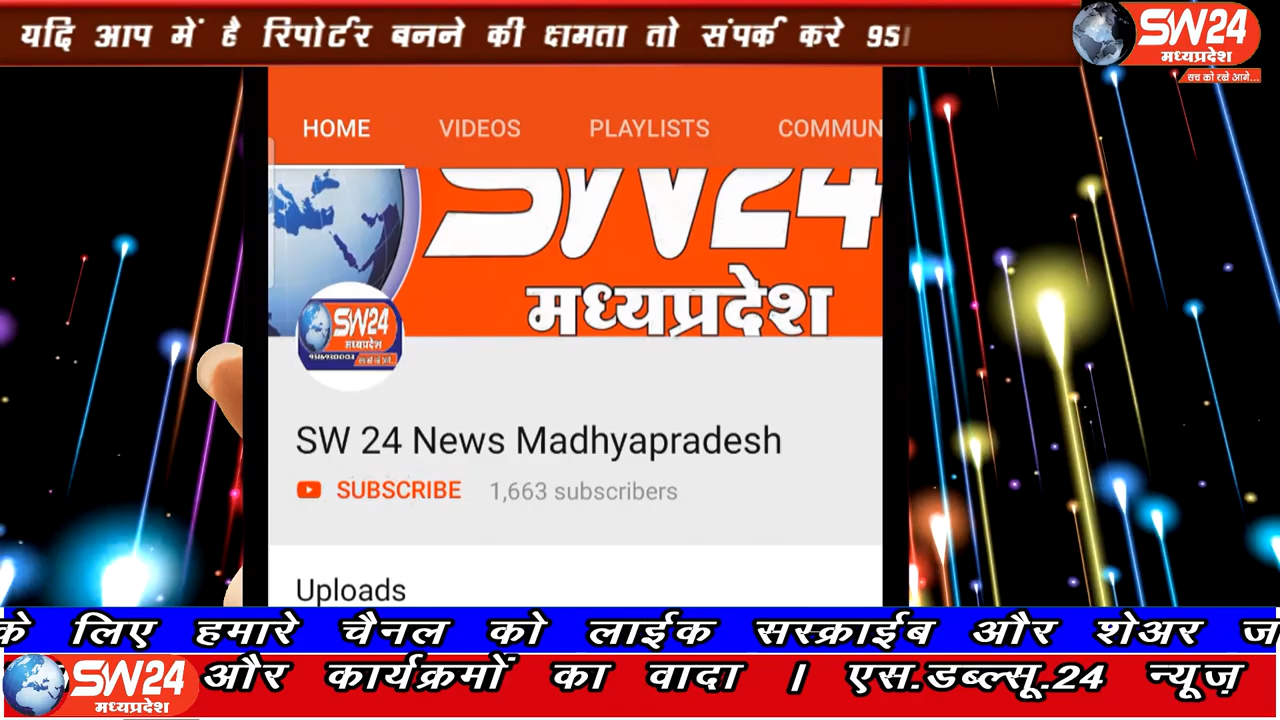 यदि आप में है रिपोर्टर बनने की क्षमता तो संपर्क करे 951
SW24
मध्यप्रदेश
सच को रखे आगे...
HOME VIDEOS PLAYLISTS COMMUN
SW24
मध्यप्रदेश
SW24
मध्यप्रदेश
SW 24 News Madhyapradesh
SUBSCRIBE 1,663 subscribers
Uploads
के लिए हमारे चैनल को लाईक सस्क्राईब और शेअर ज
और कार्यक्रमों का वादा । एस.डब्ल्सू.24 न्यूज़
SW24
मध्यप्रदेश